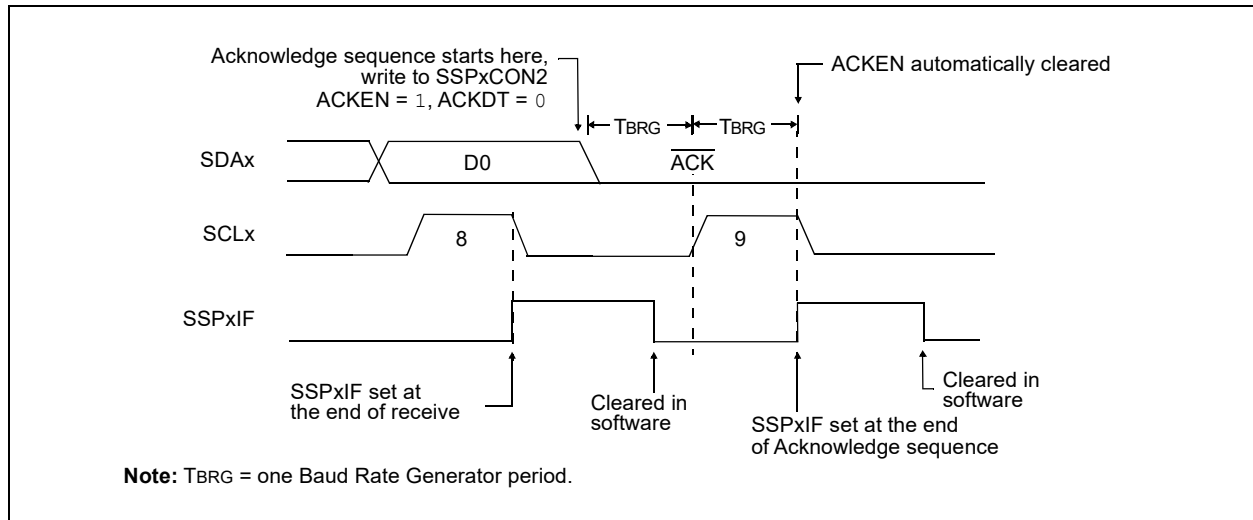 Acknowledge sequence starts here,
write to SSPxCON2
ACKEN = 1, ACKDT = 0
ACKEN automatically cleared
TBRG
TBRG
SDAx
D0
ACK
SCLx
8
9
SSPxIF
SSPxIF set at
the end of receive
Cleared in
software
SSPxIF set at the end
of Acknowledge sequence
Cleared in
software
Note: TBRG = one Baud Rate Generator period.